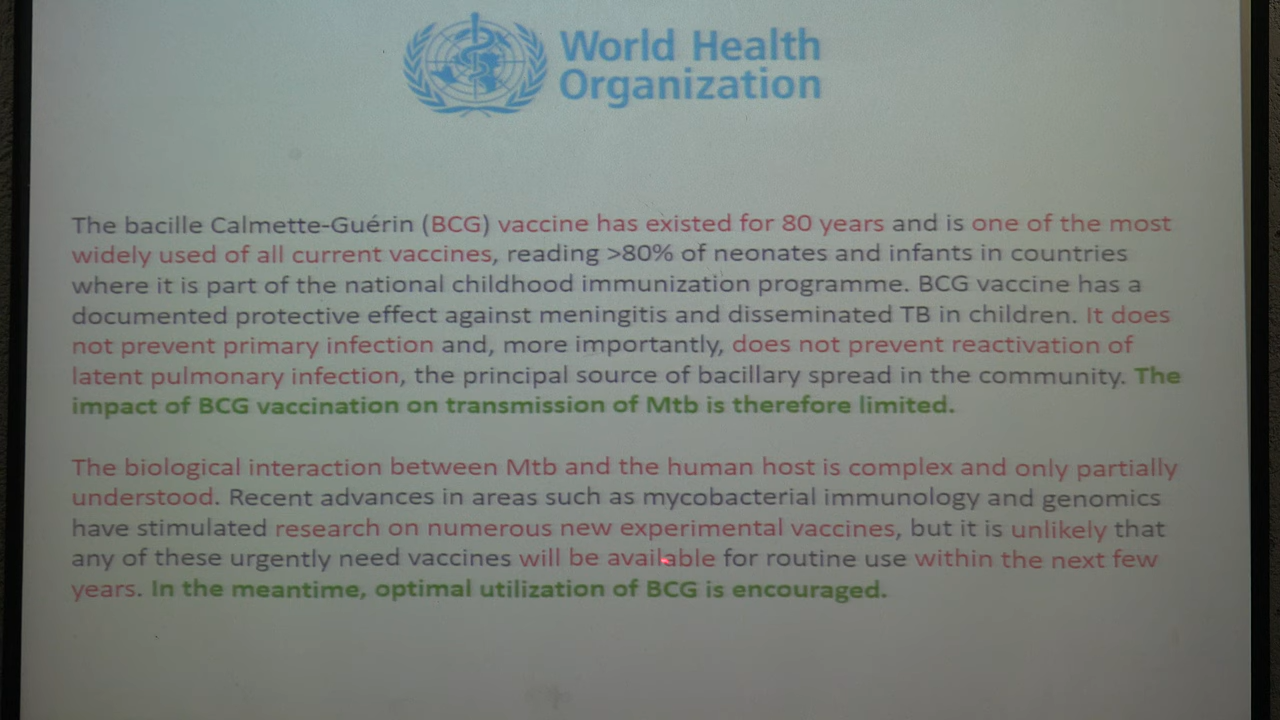 World Health
Organization
The bacille Calmette-Guérin (BCG) vaccine has existed for 80 years and is one of the most
widely used of all current vaccines, reading >80% of neonates and infants in countries
where it is part of the national childhood immunization programme. BCG vaccine has a
documented protective effect against meningitis and disseminated TB in children. It does
not prevent primary infection and, more importantly, does not prevent reactivation of
latent pulmonary infection, the principal source of bacillary spread in the community. The
impact of BCG vaccination on transmission of Mtb is therefore limited.
The biological interaction between Mtb and the human host is complex and only partially
understood. Recent advances in areas such as mycobacterial immunology and genomics
have stimulated research on numerous new experimental vaccines, but it is unlikely that
any of these urgently need vaccines will be available for routine use within the next few
years. In the meantime, optimal utilization of BCG is encouraged.